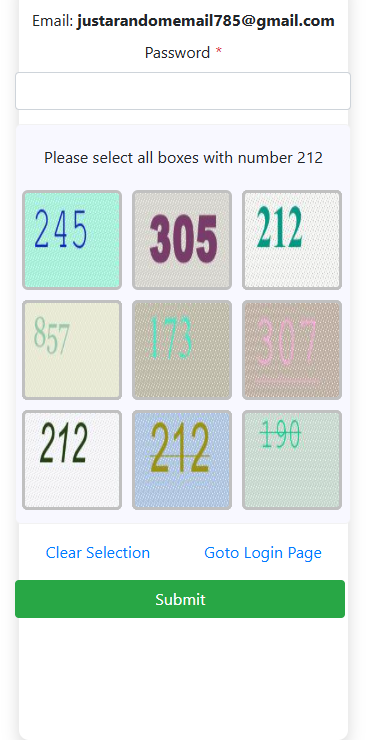 Email: justarandomemail785@gmail.com
Password *
Please select all boxes with number 212
245 305 212
857 173 307
212 212 190
Clear Selection Goto Login Page
Submit